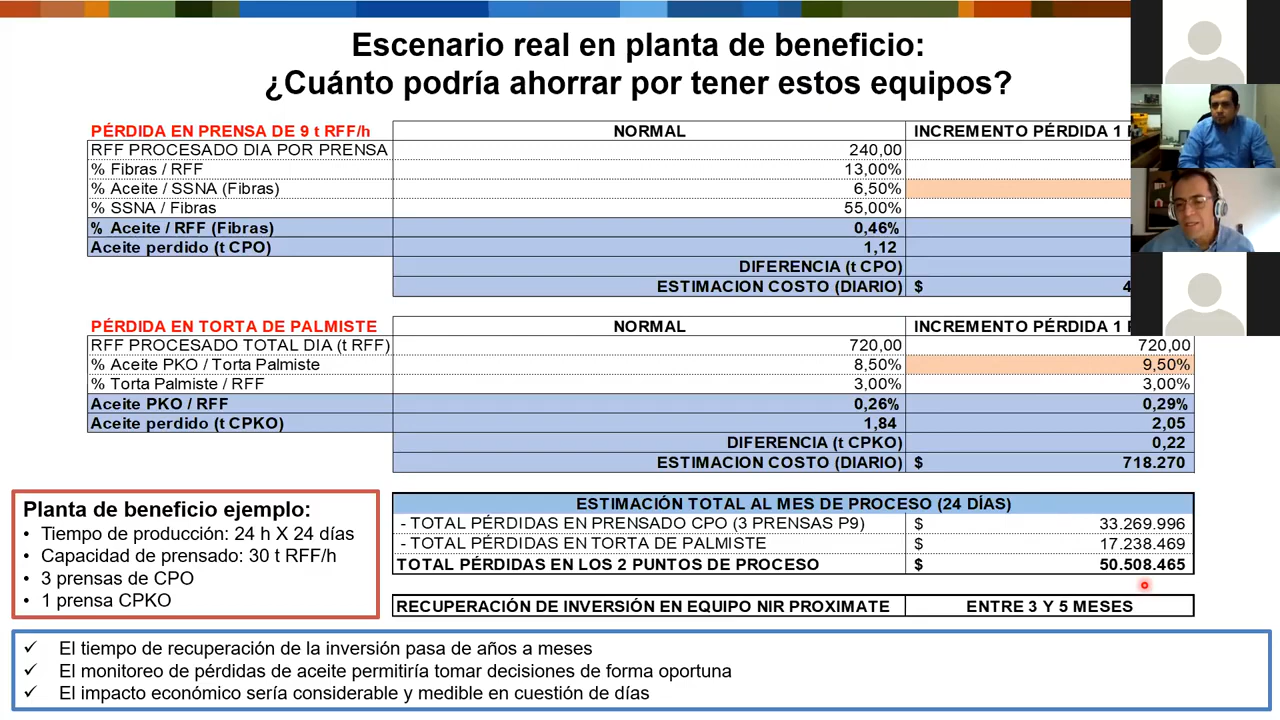 Escenario real en planta de beneficio:
¿Cuánto podría ahorrar por tener estos equipos?
PÉRDIDA EN PRENSA DE 9 t RFF/h NORMAL INCREMENTO PÉRDIDA 1
RFF PROCESADO DIA POR PRENSA 240,00
% Fibras / RFF 13,00%
% Aceite / SSNA (Fibras) 6,50%
% SSNA / Fibras 55,00%
% Aceite / RFF (Fibras) 0,46%
Aceite perdido (t CPO) 1,12
DIFERENCIA (t CPO)
ESTIMACION COSTO (DIARIO) $
PÉRDIDA EN TORTA DE PALMISTE NORMAL INCREMENTO PÉRDIDA 1
RFF PROCESADO TOTAL DIA (t RFF) 720,00 720,00
% Aceite PKO / Torta Palmiste 8,50% 9,50%
% Torta Palmiste / RFF 3,00% 3,00%
Aceite PKO / RFF 0,26% 0,29%
Aceite perdido (t CPKO) 1,84 2,05
DIFERENCIA (t CPKO) 0,22
ESTIMACION COSTO (DIARIO) $ 718.270
Planta de beneficio ejemplo:
• Tiempo de producción: 24 h X 24 días
• Capacidad de prensado: 30 t RFF/h
• 3 prensas de CPO
• 1 prensa CPKO
ESTIMACIÓN TOTAL AL MES DE PROCESO (24 DÍAS)
- TOTAL PÉRDIDAS EN PRENSADO CPO (3 PRENSAS P9) $ 33.269.996
- TOTAL PÉRDIDAS EN TORTA DE PALMISTE $ 17.238.469
TOTAL PÉRDIDAS EN LOS 2 PUNTOS DE PROCESO $ 50.508.465
RECUPERACIÓN DE INVERSIÓN EN EQUIPO NIR PROXIMATE ENTRE 3 Y 5 MESES
✓ El tiempo de recuperación de la inversión pasa de años a meses
✓ El monitoreo de pérdidas de aceite permitiría tomar decisiones de forma oportuna
✓ El impacto económico sería considerable y medible en cuestión de días